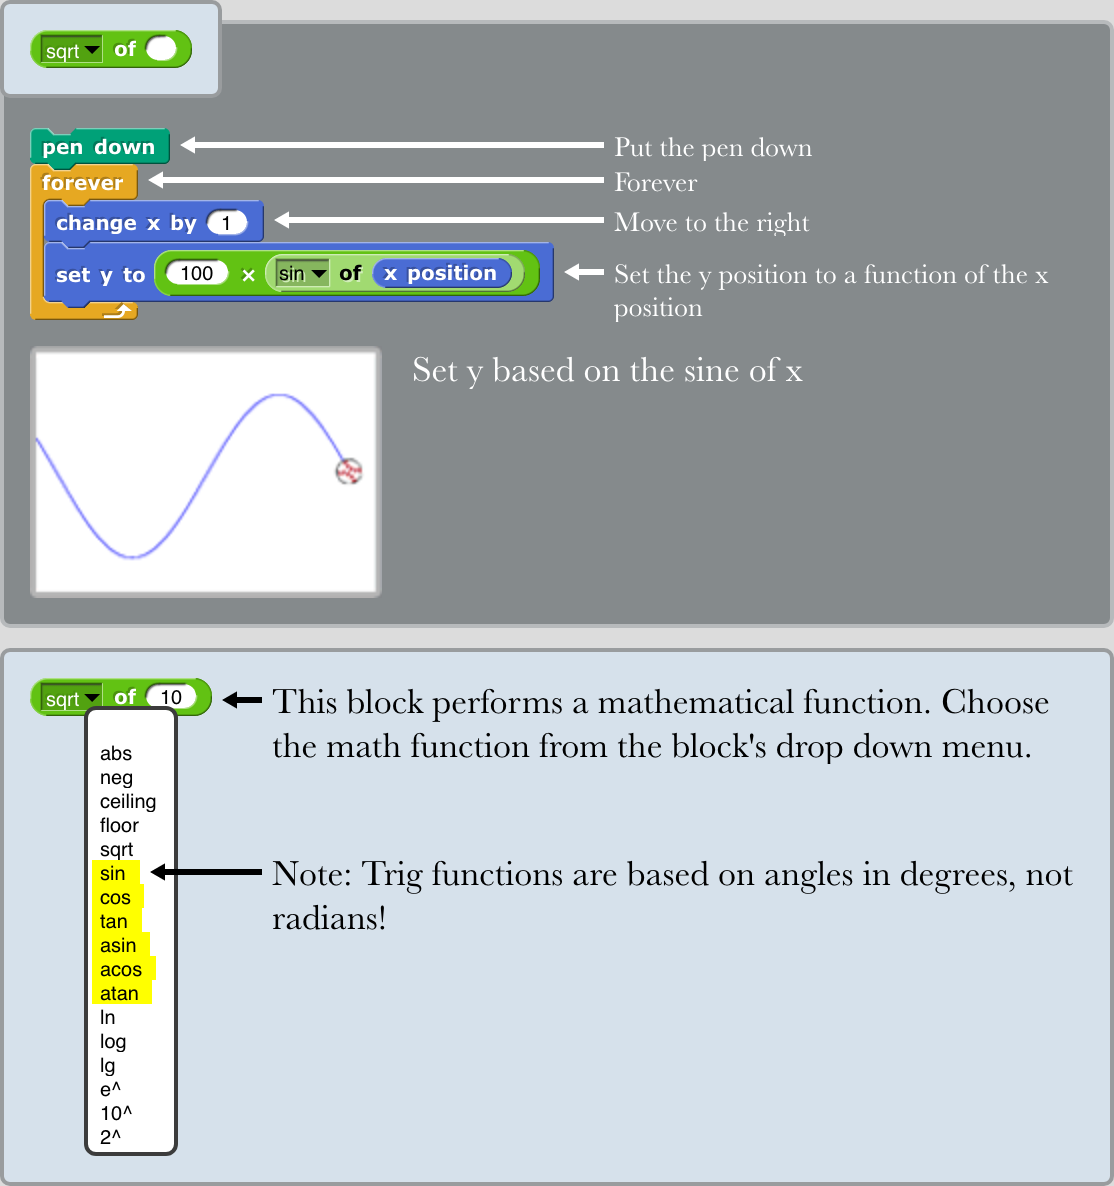 sqrt of
pen down
Put the pen down
forever
Forever
change x by 1
Move to the right
set y to 100 × sin of x position
Set the y position to a function of the x
position
Set y based on the sine of x
sqrt of 10
This block performs a mathematical function. Choose
the math function from the block's drop down menu.
abs
neg
ceiling
floor
sqrt
sin
cos
tan
asin
acos
atan
ln
log
lg
e^
10^
2^
Note: Trig functions are based on angles in degrees, not
radians!